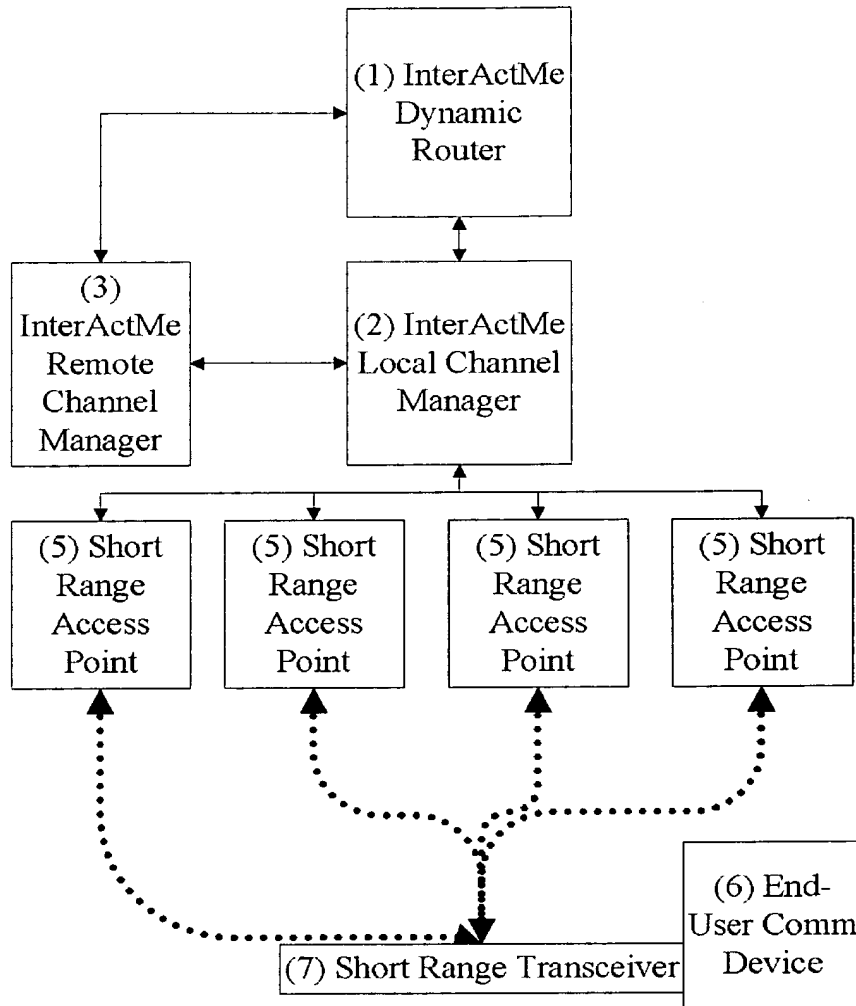 (1) InterActMe
Dynamic
Router
(3)
InterActMe
Remote
Channel
Manager
(2) InterActMe
Local Channel
Manager
(5) Short
Range
Access
Point
(5) Short
Range
Access
Point
(5) Short
Range
Access
Point
(5) Short
Range
Access
Point
(6) End-
User Comm
Device
(7) Short Range Transceiver